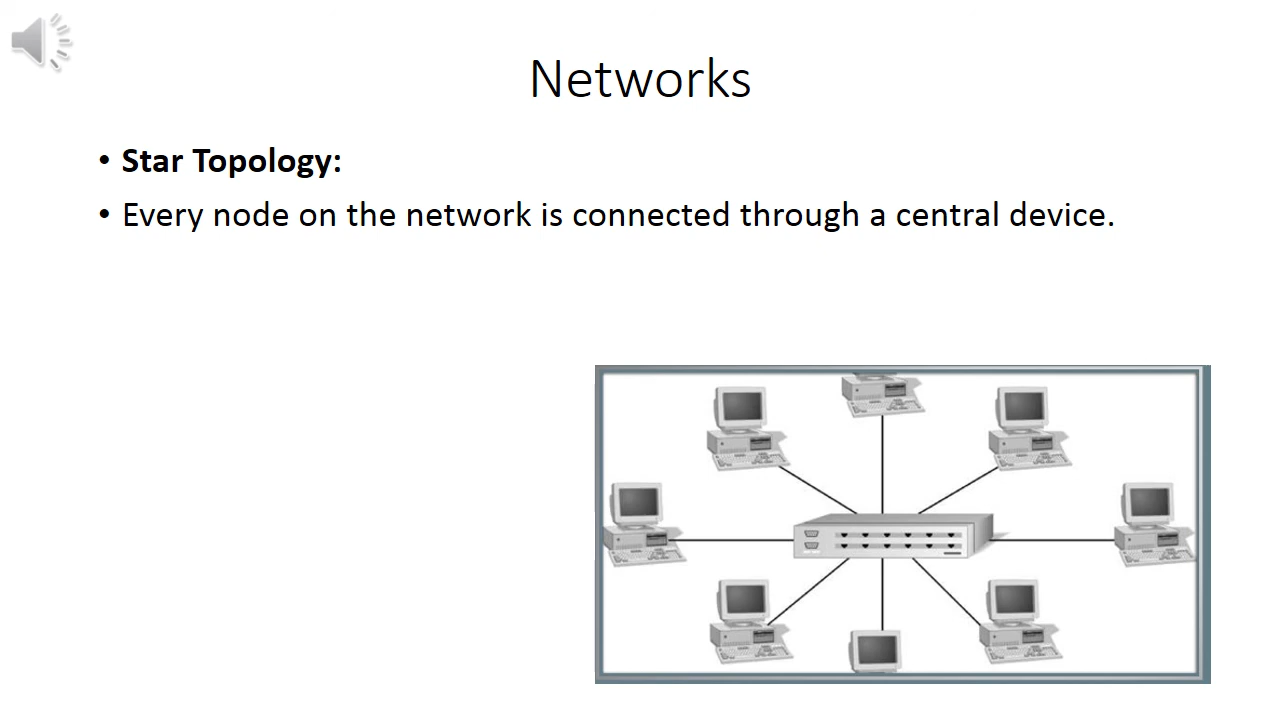 Networks
• Star Topology:
• Every node on the network is connected through a central device.